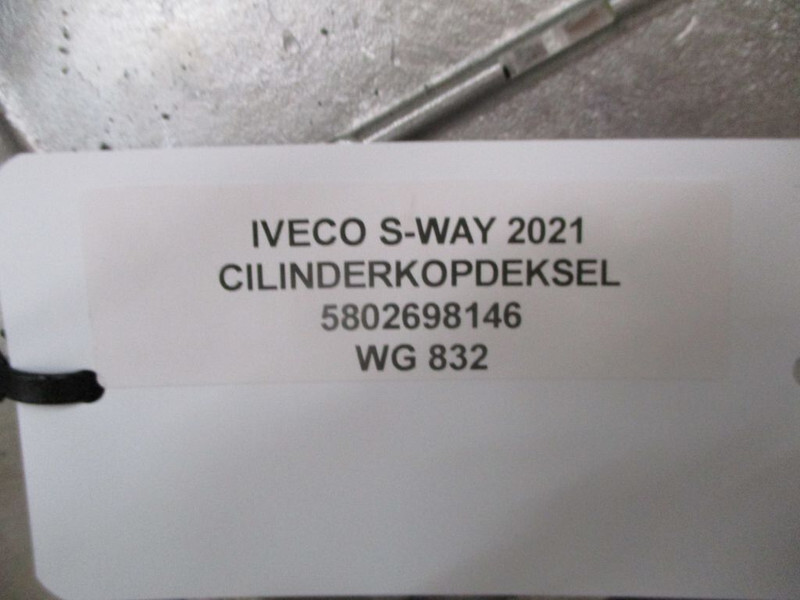 IVECO S-WAY 2021
CILINDERKOPDEKSEL
5802698146
WG 832